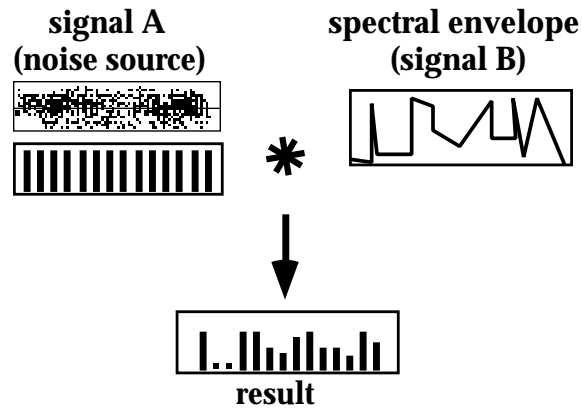 signal A
(noise source)
spectral envelope
(signal B)
*
result